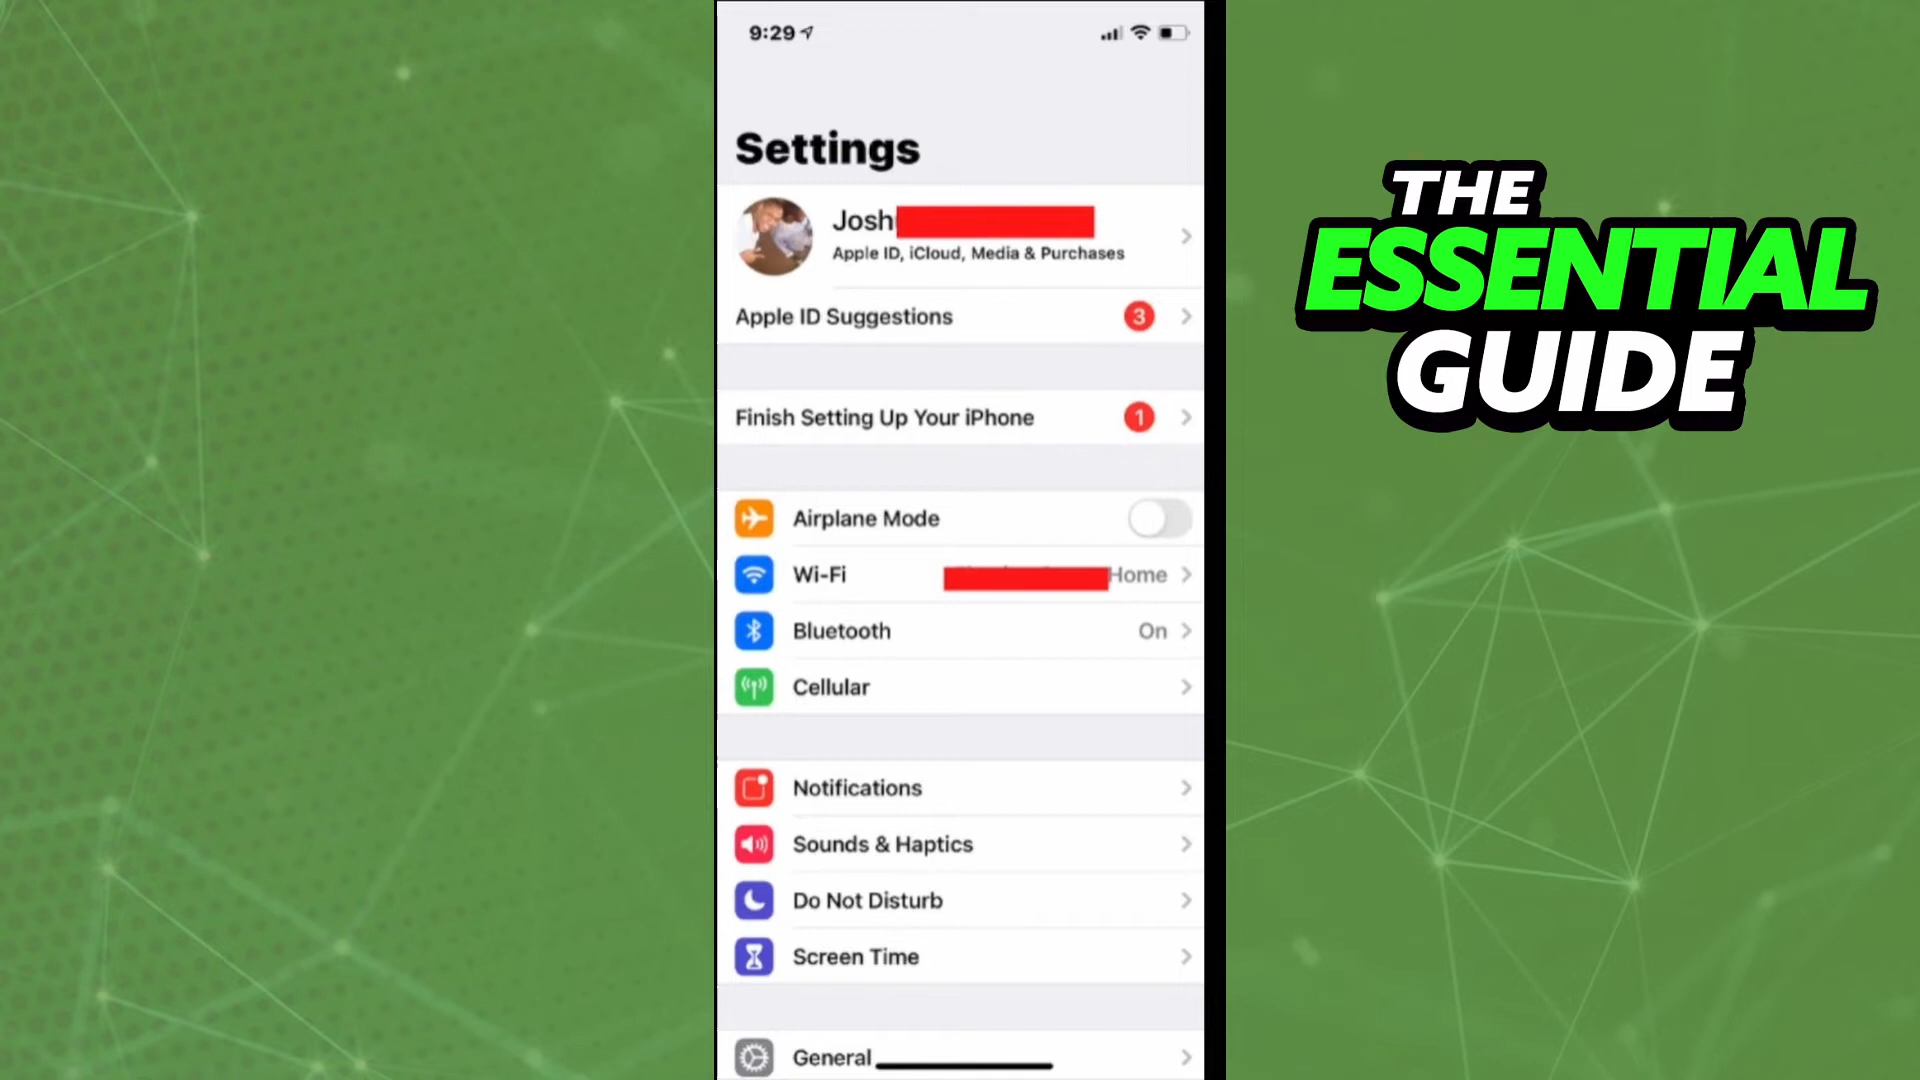 9:29
Settings
Josh
Apple ID, iCloud, Media & Purchases
Apple ID Suggestions 3
Finish Setting Up Your iPhone 1
Airplane Mode
Wi-Fi Home
Bluetooth On
Cellular
Notifications
Sounds & Haptics
Do Not Disturb
Screen Time
General
THE
ESSENTIAL
GUIDE